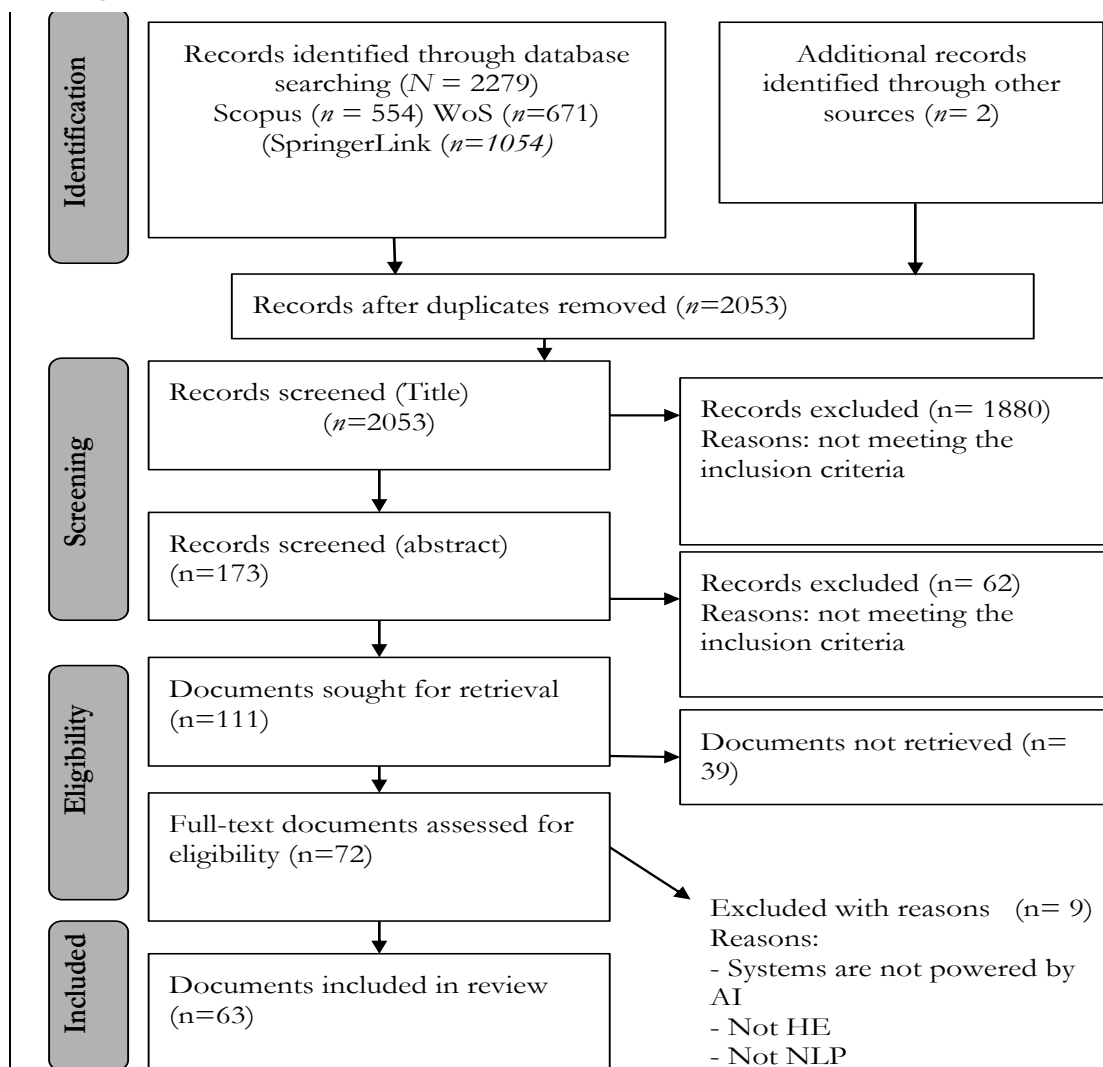 Identification
Records identified through database
searching (N = 2279)
Scopus (n = 554) WoS (n=671)
(SpringerLink (n=1054)
Additional records
identified through other
sources (n= 2)
Records after duplicates removed (n=2053)
Screening
Records screened (Title)
(n=2053)
Records excluded (n= 1880)
Reasons: not meeting the
inclusion criteria
Records screened (abstract)
(n=173)
Records excluded (n= 62)
Reasons: not meeting the
inclusion criteria
Eligibility
Documents sought for retrieval
(n=111)
Documents not retrieved (n=
39)
Full-text documents assessed for
eligibility (n=72)
Excluded with reasons (n= 9)
Reasons:
- Systems are not powered by
AI
- Not HE
- Not NLP
Included
Documents included in review
(n=63)